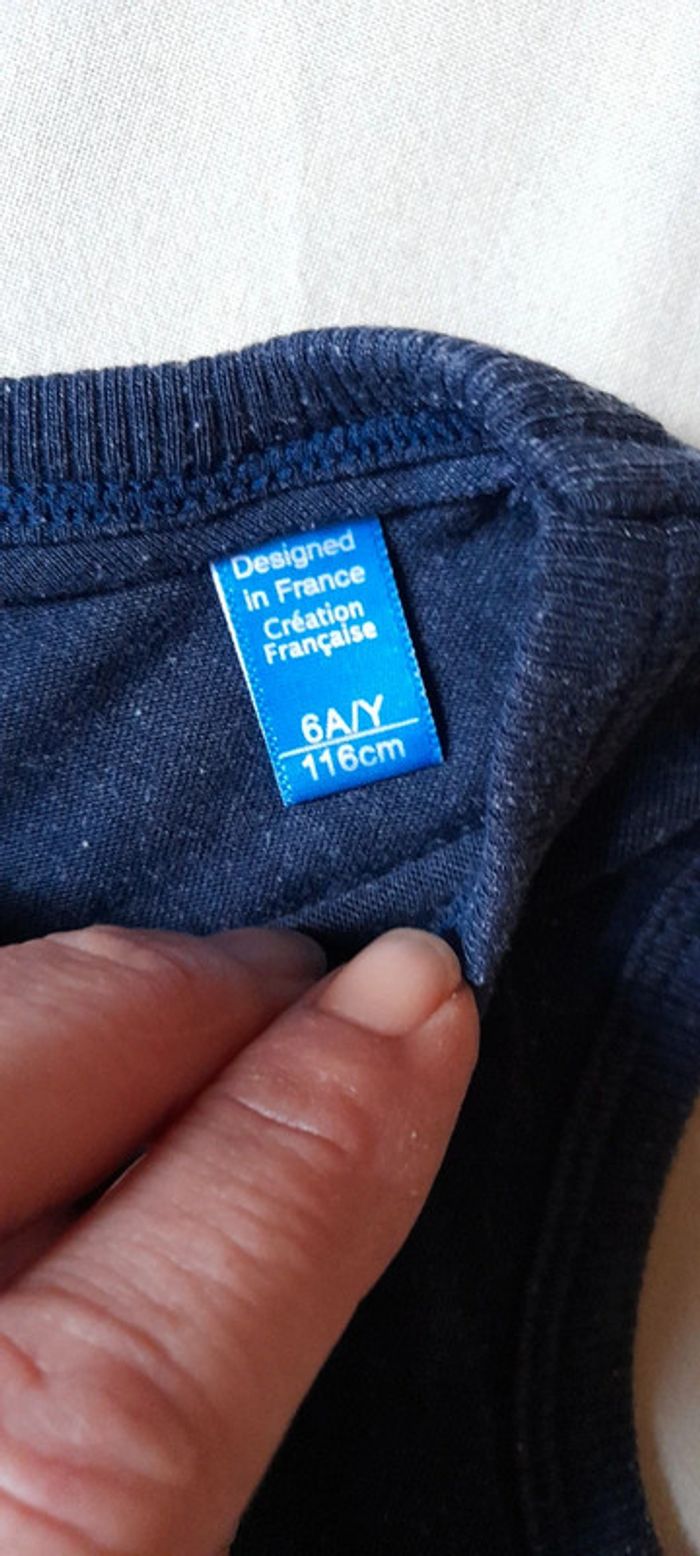 Designed
in France
Création
Française
6A/Y
116cm